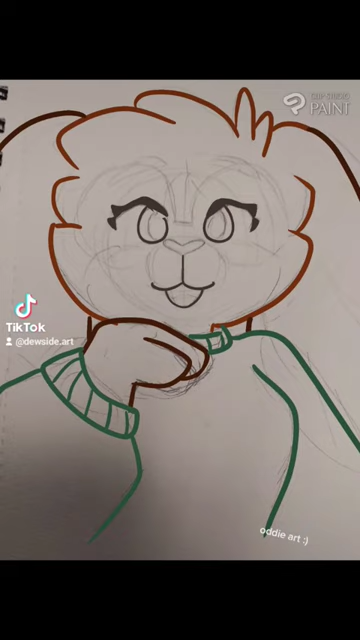 CLIP STUDIO
PAINT
TikTok
@dewside.art
oddie art :)